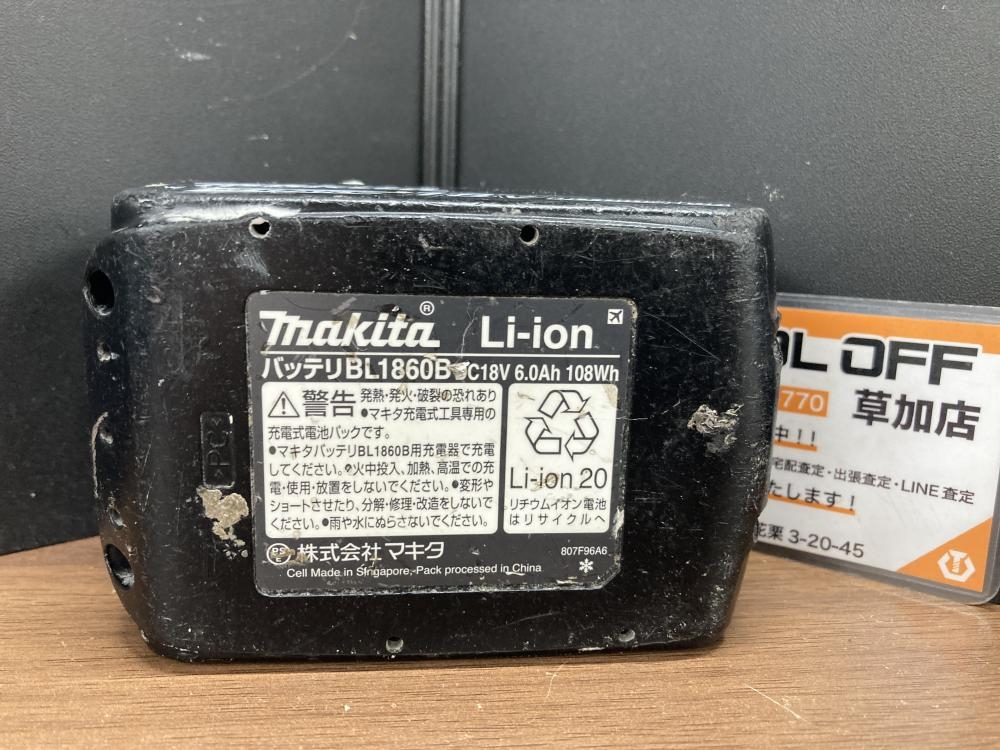 makita® Li-ion
バッテリBL1860B DC18V 6.0Ah 108Wh
警告 発熱・発火・破裂の恐れあり
●マキタ充電式工具専用の
充電式電池パックです。
●マキタバッテリBL1860B用充電器で充電
してください。●火中投入、加熱、高温での充
電・使用・放置をしないでください。●変形や
ショートさせたり、分解・修理・改造をしないで
ください。●雨や水にぬらさないでください。
Li-ion 20
リチウムイオン電池
はリサイクルへ
PS E 株式会社 マキタ
807F96A6
Cell Made in Singapore, Pack processed in China
✻
>PC<
OL OFF
770 草加店
中!!
宅配査定・出張査定・LINE査定
たします!
花栗 3-20-45